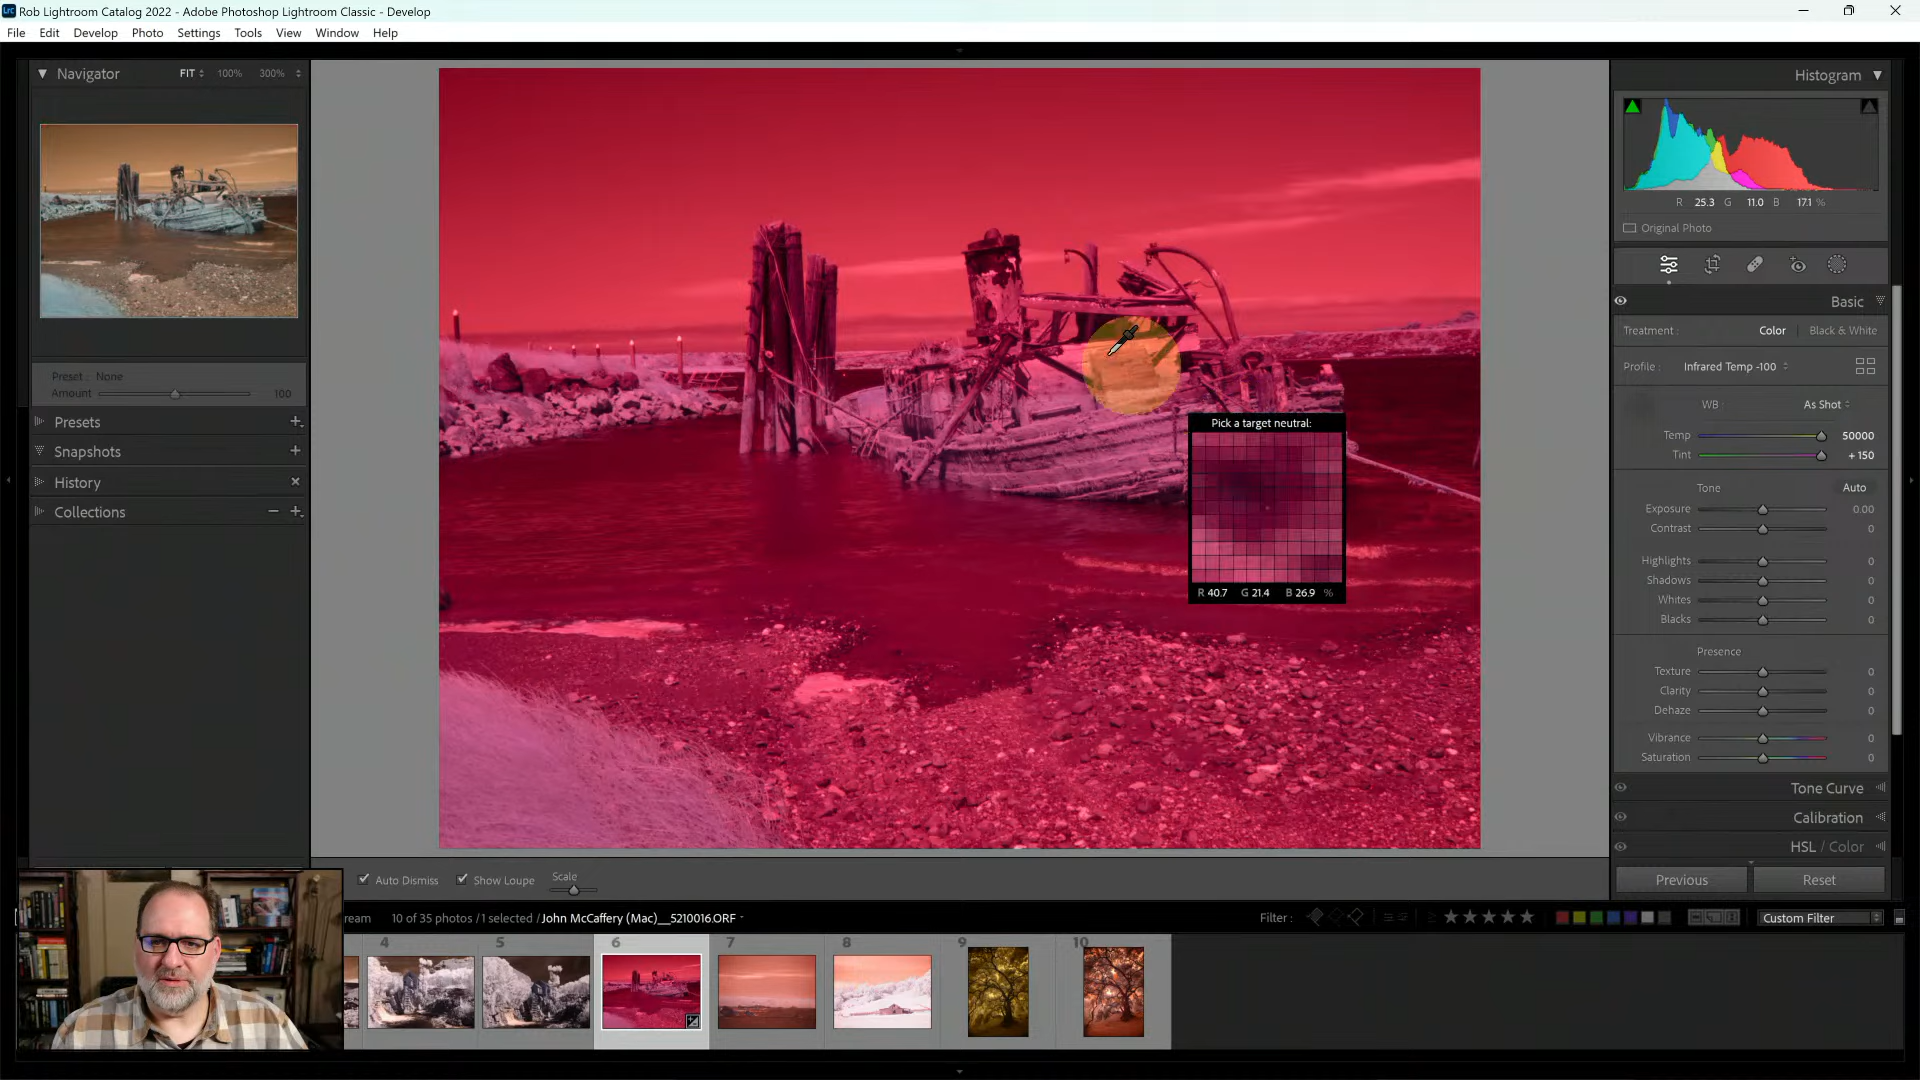 Rob Lightroom Catalog 2022 - Adobe Photoshop Lightroom Classic - Develop
File Edit Develop Photo Settings Tools View Window Help
Navigator FIT 100% 300%
Preset : None
Amount 100
Presets
Snapshots
History
Collections
Pick a target neutral:
R 40.7 G 21.4 B 26.9 %
Histogram
R 25.3 G 11.0 B 17.1 %
Original Photo
Basic
Treatment : Color Black & White
Profile : Infrared Temp -100
WB : As Shot
Temp 50000
Tint + 150
Tone Auto
Exposure 0.00
Contrast 0
Highlights 0
Shadows 0
Whites 0
Blacks 0
Presence
Texture 0
Clarity 0
Dehaze 0
Vibrance 0
Saturation 0
Tone Curve
Calibration
HSL / Color
Previous Reset
Auto Dismiss Show Loupe Scale
ream 10 of 35 photos / 1 selected / John McCaffery (Mac)__5210016.ORF
Filter : Custom Filter
4 5 6 7 8 9 10